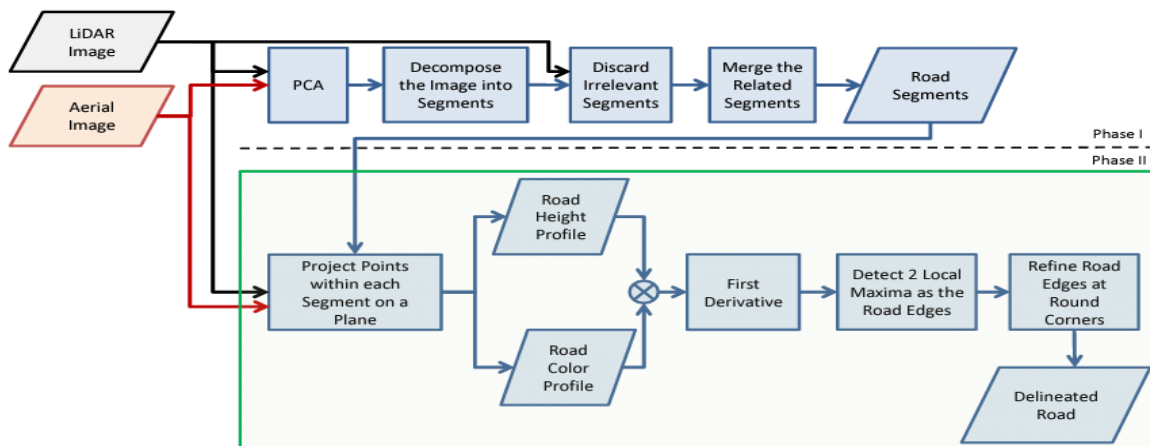 LiDAR
Image
Aerial
Image
PCA
Decompose
the Image into
Segments
Discard
Irrelevant
Segments
Merge the
Related
Segments
Road
Segments
Phase I
Phase II
Project Points
within each
Segment on a
Plane
Road
Height
Profile
Road
Color
Profile
First
Derivative
Detect 2 Local
Maxima as the
Road Edges
Refine Road
Edges at
Round
Corners
Delineated
Road